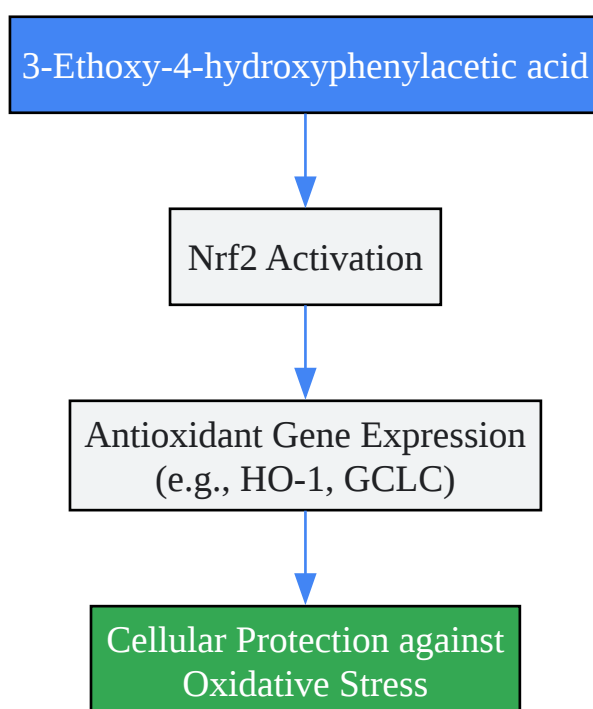 3-Ethoxy-4-hydroxyphenylacetic acid
Nrf2 Activation
Antioxidant Gene Expression
(e.g., HO-1, GCLC)
Cellular Protection against
Oxidative Stress